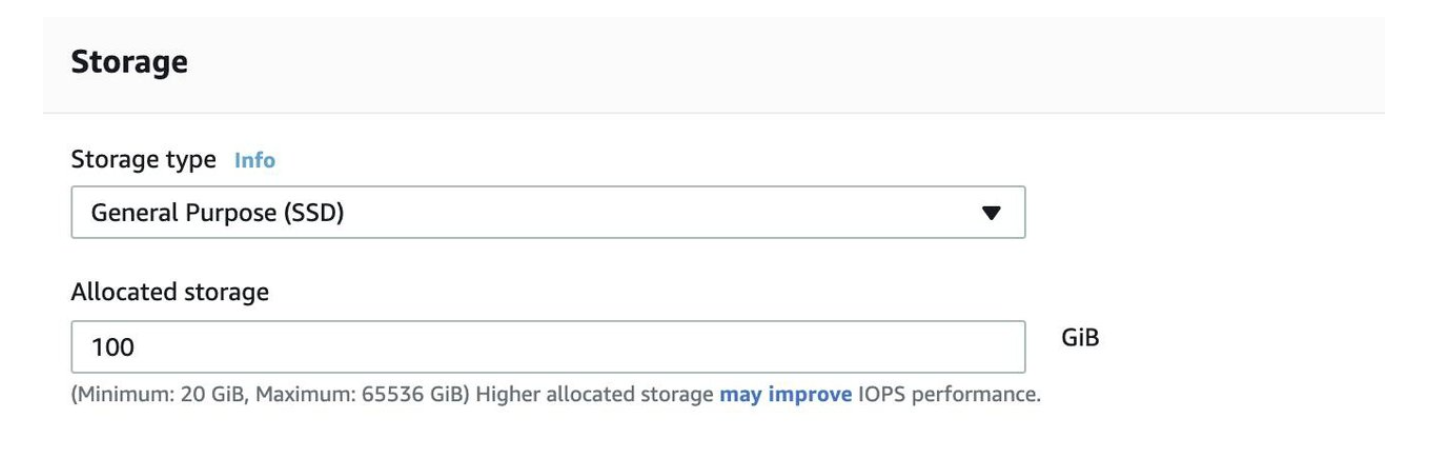 Storage
Storage type Info
General Purpose (SSD)
Allocated storage
100
GiB
(Minimum: 20 GiB, Maximum: 65536 GiB) Higher allocated storage may improve IOPS performance.